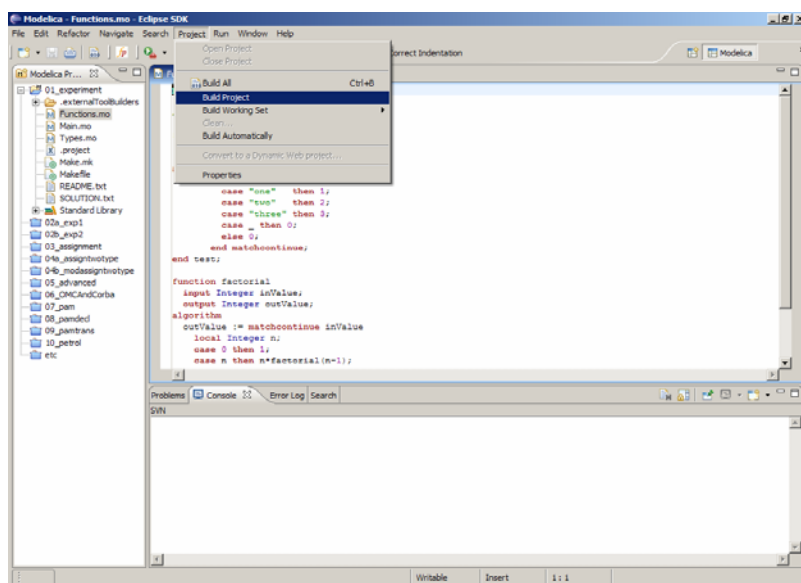 Modelica - Functions.mo - Eclipse SDK
File Edit Refactor Navigate Search Project Run Window Help
Open Project
Close Project
Build All Ctrl+B
Build Project
Build Working Set
Clean...
Build Automatically
Convert to a Dynamic Web project...
Properties
Correct Indentation
Modelica
Modelica Pr...
01_experiment
.externalToolBuilders
Functions.mo
Main.mo
Types.mo
.project
Make.mk
Makefile
README.txt
SOLUTION.txt
Standard Library
02a_exp1
02b_exp2
03_assignment
04a_assigntwotype
04b_modassigntwotype
05_advanced
06_OMCAndCorba
07_pam
08_pamdecl
09_pamtrans
10_petrol
etc
case "one" then 1;
case "two" then 2;
case "three" then 3;
case _ then 0;
else 0;
end matchcontinue;
end test;
function factorial
input Integer inValue;
output Integer outValue;
algorithm
outValue := matchcontinue inValue
local Integer n;
case 0 then 1;
case n then n*factorial(n-1);
Problems Console Error Log Search
SVN
Writable Insert 1 : 1